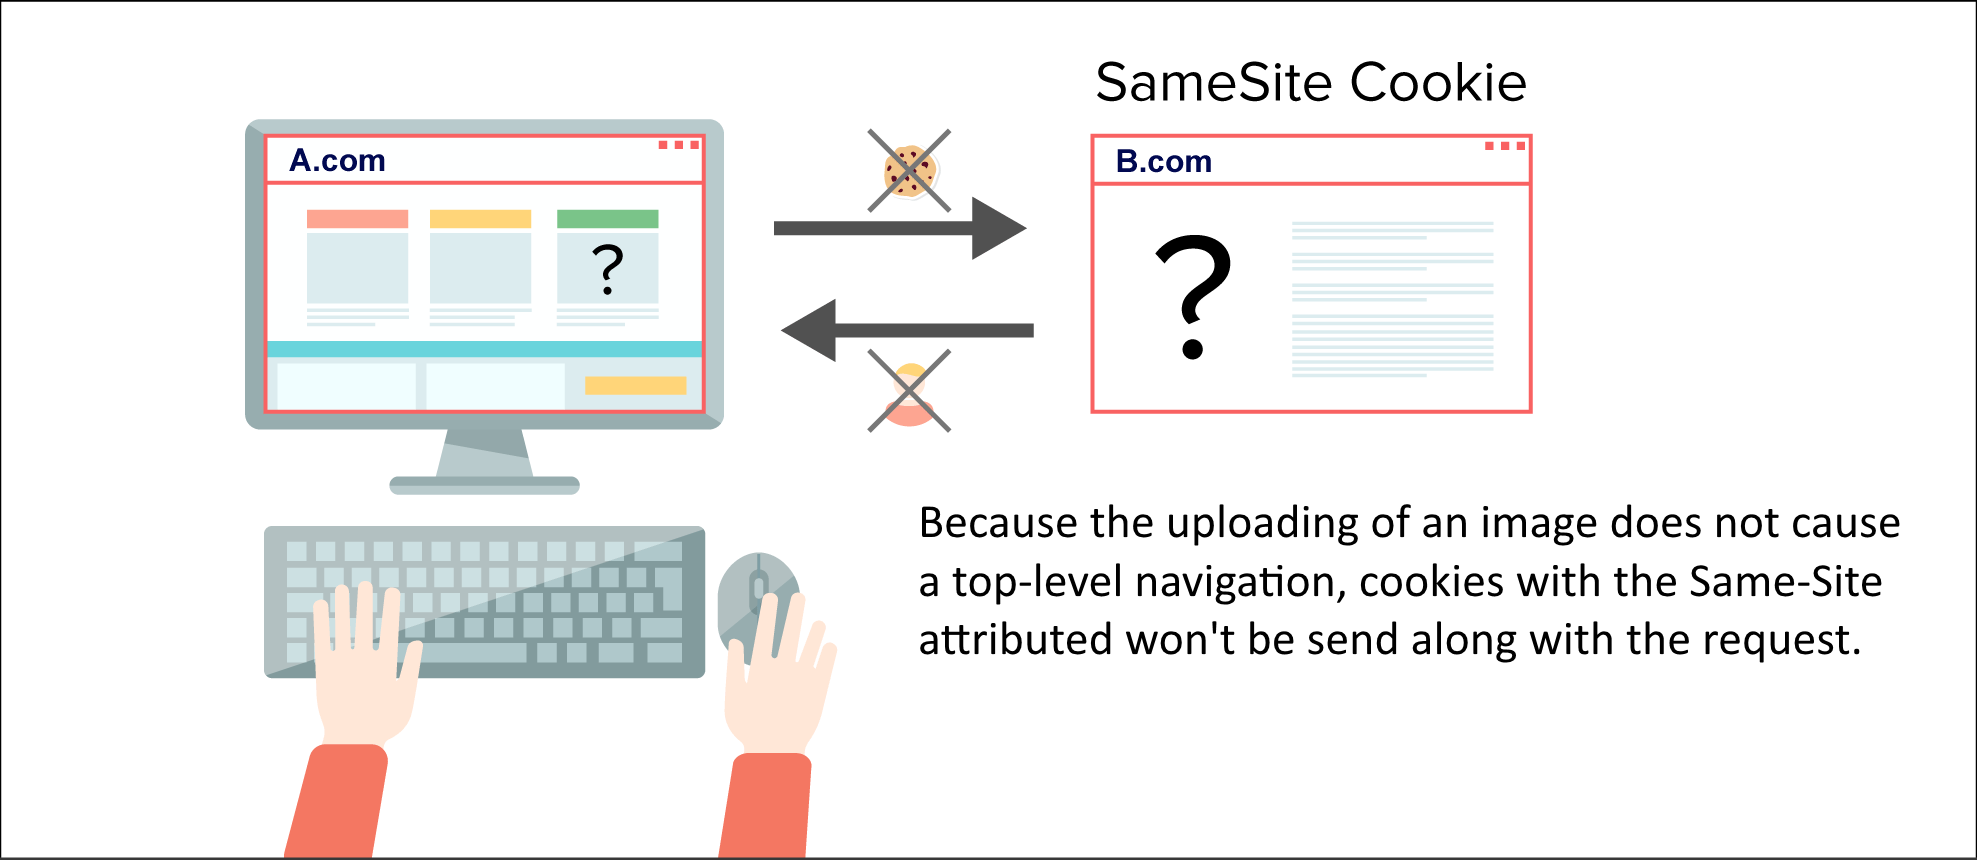 SameSite Cookie
A.com
?
B.com
?
Because the uploading of an image does not cause
a top-level navigation, cookies with the Same-Site
attributed won't be send along with the request.